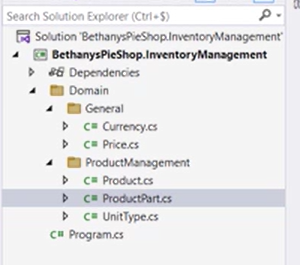 Search Solution Explorer (Ctrl+$)
Solution 'BethanysPieShop.InventoryManagement'
BethanysPieShop.InventoryManagement
Dependencies
Domain
General
C# Currency.cs
C# Price.cs
ProductManagement
C# Product.cs
C# ProductPart.cs
C# UnitType.cs
C# Program.cs